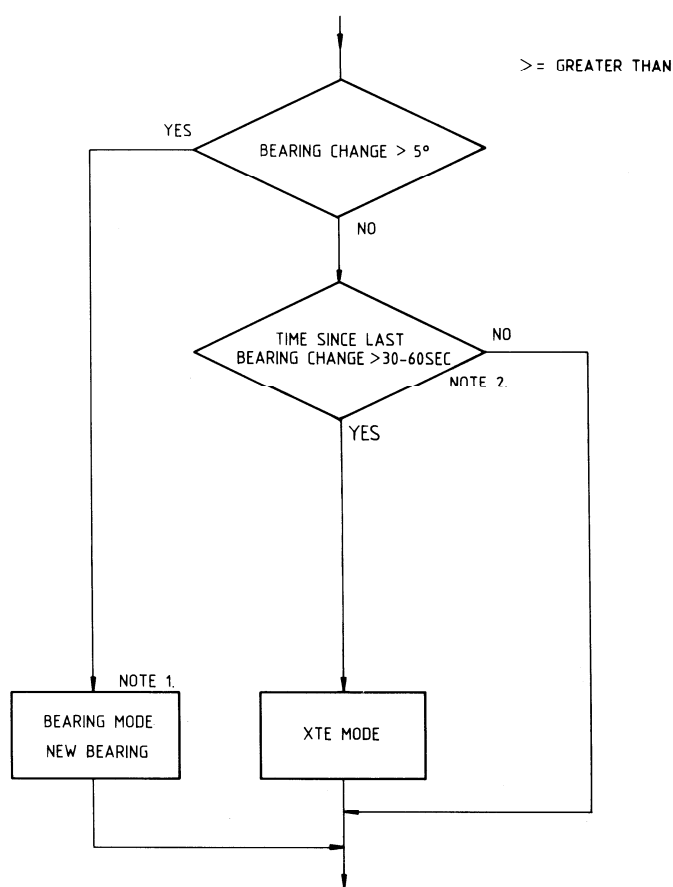 >= GREATER THAN
YES
BEARING CHANGE > 5°
NO
TIME SINCE LAST
BEARING CHANGE >30-60SEC
NO
NOTE 2.
YES
NOTE 1.
BEARING MODE
NEW BEARING
XTE MODE